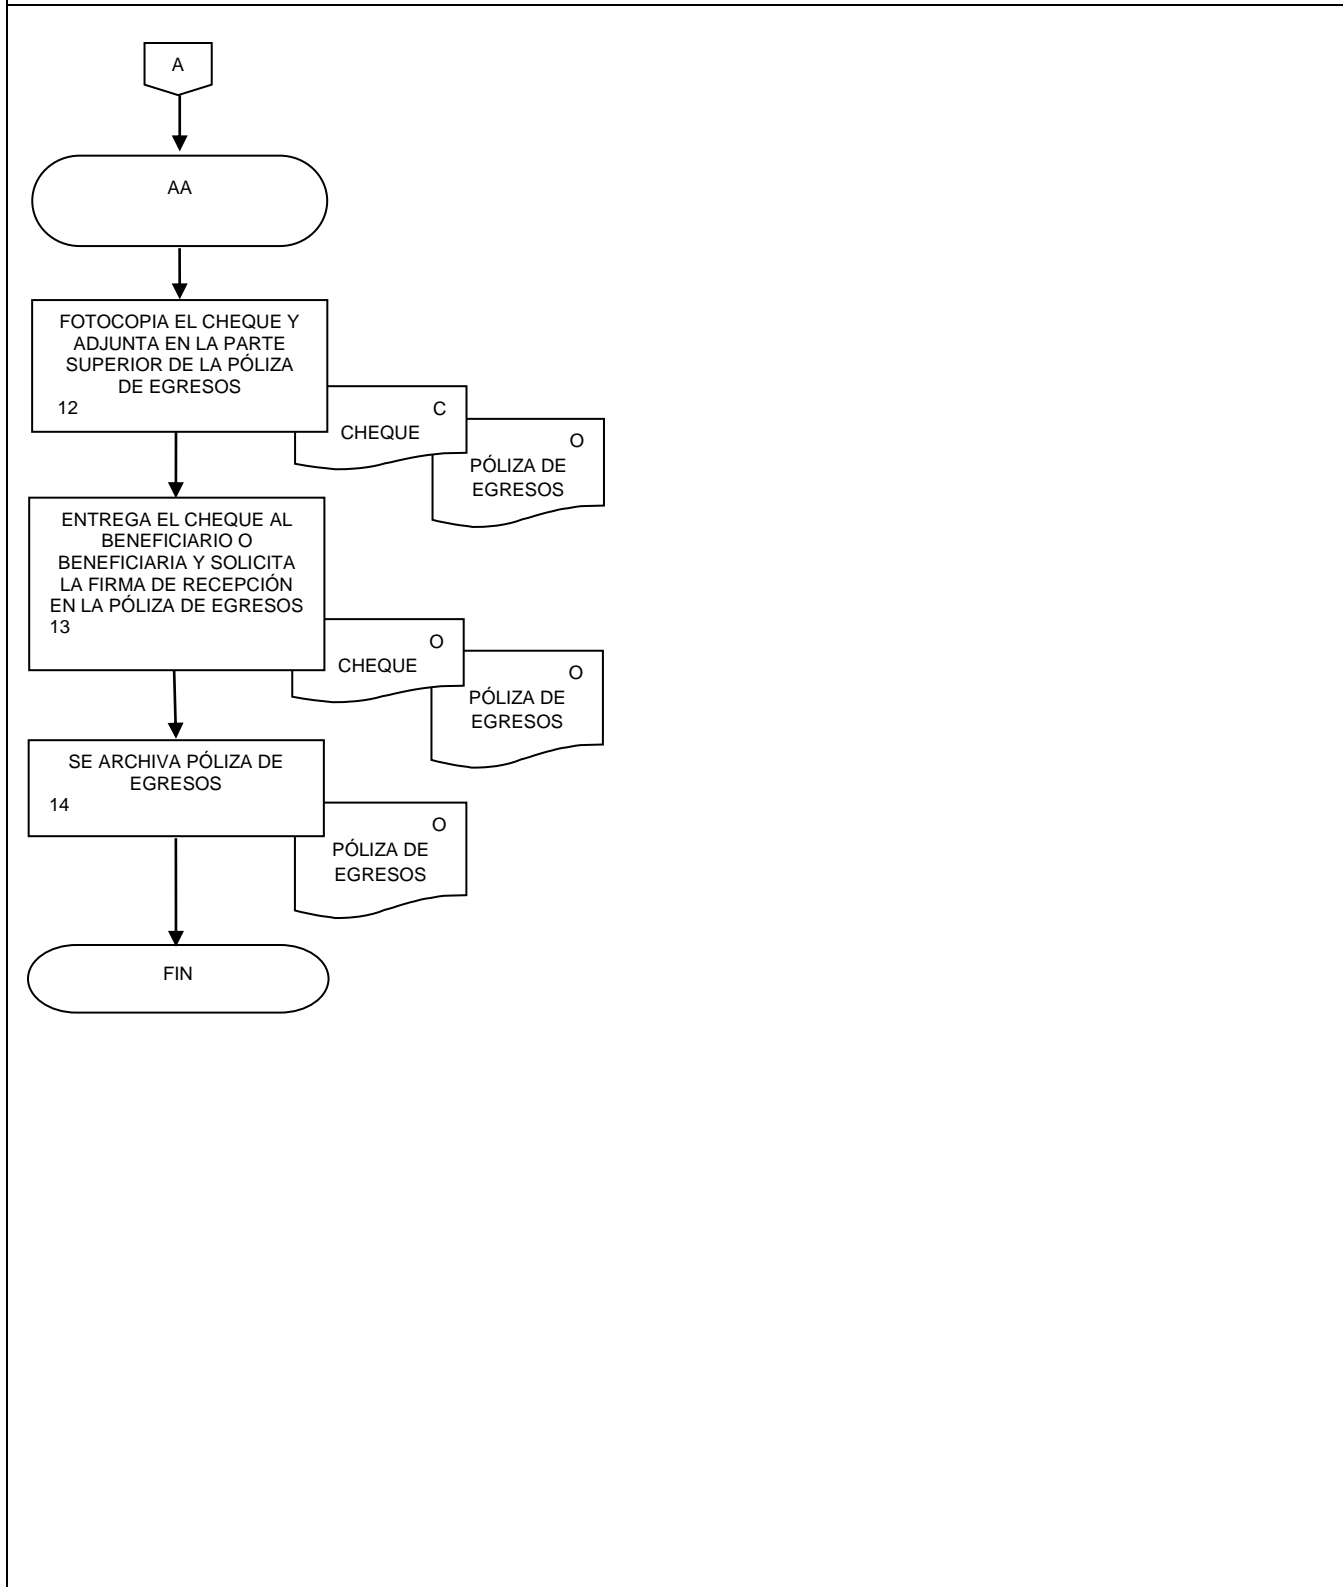 A
AA
FOTOCOPIA EL CHEQUE Y
ADJUNTA EN LA PARTE
SUPERIOR DE LA PÓLIZA
DE EGRESOS
12
C
CHEQUE
O
PÓLIZA DE
EGRESOS
ENTREGA EL CHEQUE AL
BENEFICIARIO O
BENEFICIARIA Y SOLICITA
LA FIRMA DE RECEPCIÓN
EN LA PÓLIZA DE EGRESOS
13
O
CHEQUE
O
PÓLIZA DE
EGRESOS
SE ARCHIVA PÓLIZA DE
EGRESOS
14
O
PÓLIZA DE
EGRESOS
FIN